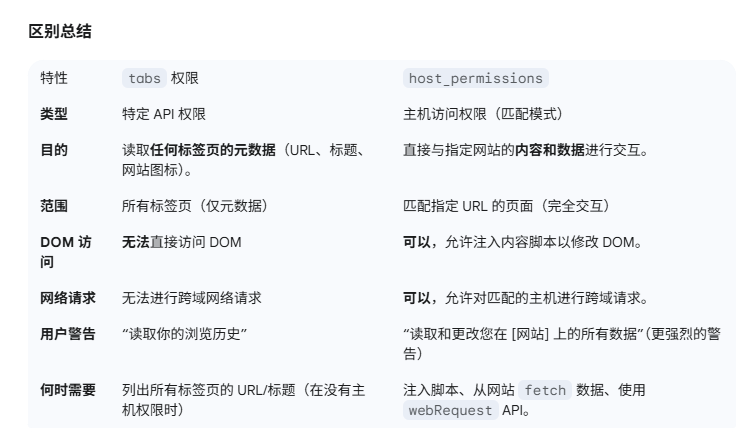 区别总结
特性 tabs 权限 host_permissions
类型 特定 API 权限 主机访问权限（匹配模式）
目的 读取任何标签页的元数据（URL、标题、 直接与指定网站的内容和数据进行交互。
网站图标）。
范围 所有标签页（仅元数据） 匹配指定 URL 的页面（完全交互）
DOM 访 无法直接访问 DOM 可以，允许注入内容脚本以修改 DOM。
问
网络请求 无法进行跨域网络请求 可以，允许对匹配的主机进行跨域请求。
用户警告 “读取你的浏览历史” “读取和更改您在 [网站] 上的所有数据”（更强烈的警
告）
何时需要 列出所有标签页的 URL/标题（在没有主 注入脚本、从网站 fetch 数据、使用
机权限时） webRequest API。